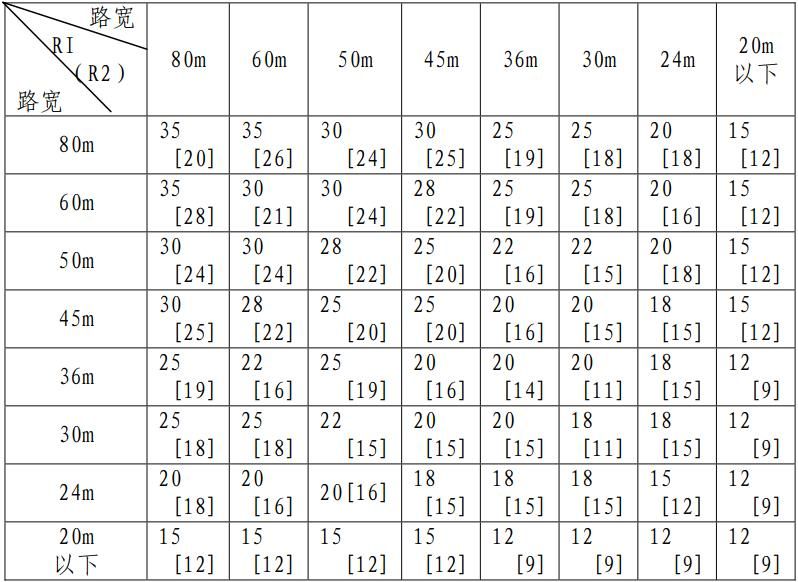 路宽
RI
(R2)
路宽
80m 60m 50m 45m 36m 30m 24m 20m
以下
80m 35 35 30 30 25 25 20 15
[20] [26] [24] [25] [19] [18] [18] [12]
60m 35 30 30 28 25 25 20 15
[28] [21] [24] [22] [19] [18] [16] [12]
50m 30 30 28 25 22 22 20 15
[24] [24] [22] [20] [16] [15] [18] [12]
45m 30 28 25 25 20 20 18 15
[25] [22] [20] [20] [16] [15] [15] [12]
36m 25 22 25 20 20 20 18 12
[19] [16] [19] [16] [14] [11] [15] [9]
30m 25 25 22 20 20 18 18 12
[18] [18] [15] [15] [15] [11] [15] [9]
24m 20 20 20[16] 18 18 18 15 12
[18] [16] [15] [15] [15] [12] [9]
20m 15 15 15 15 12 12 12 12
以下 [12] [12] [12] [12] [9] [9] [9] [9]